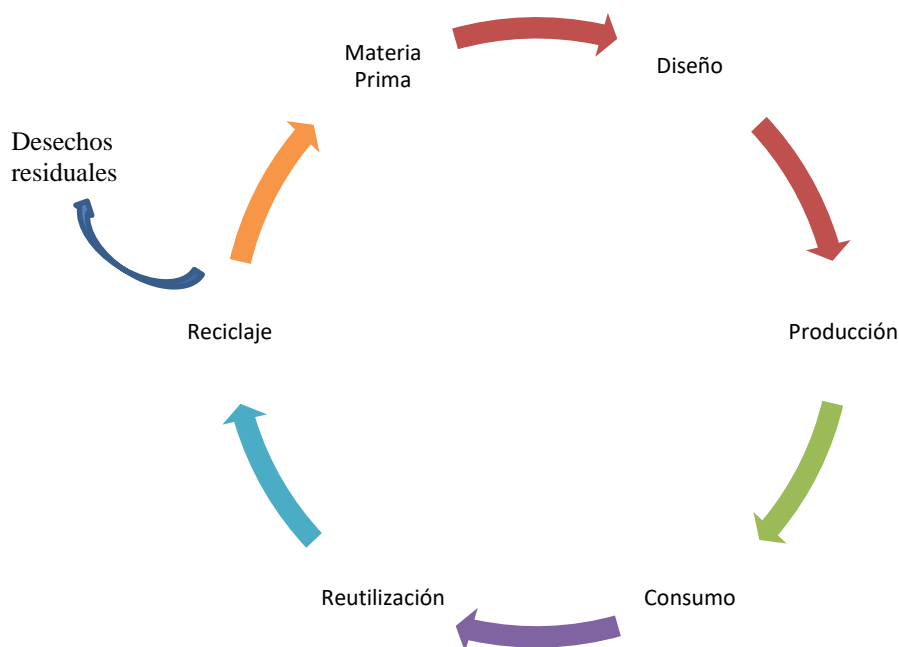 Materia
Prima
Diseño
Desechos
residuales
Reciclaje
Producción
Reutilización
Consumo